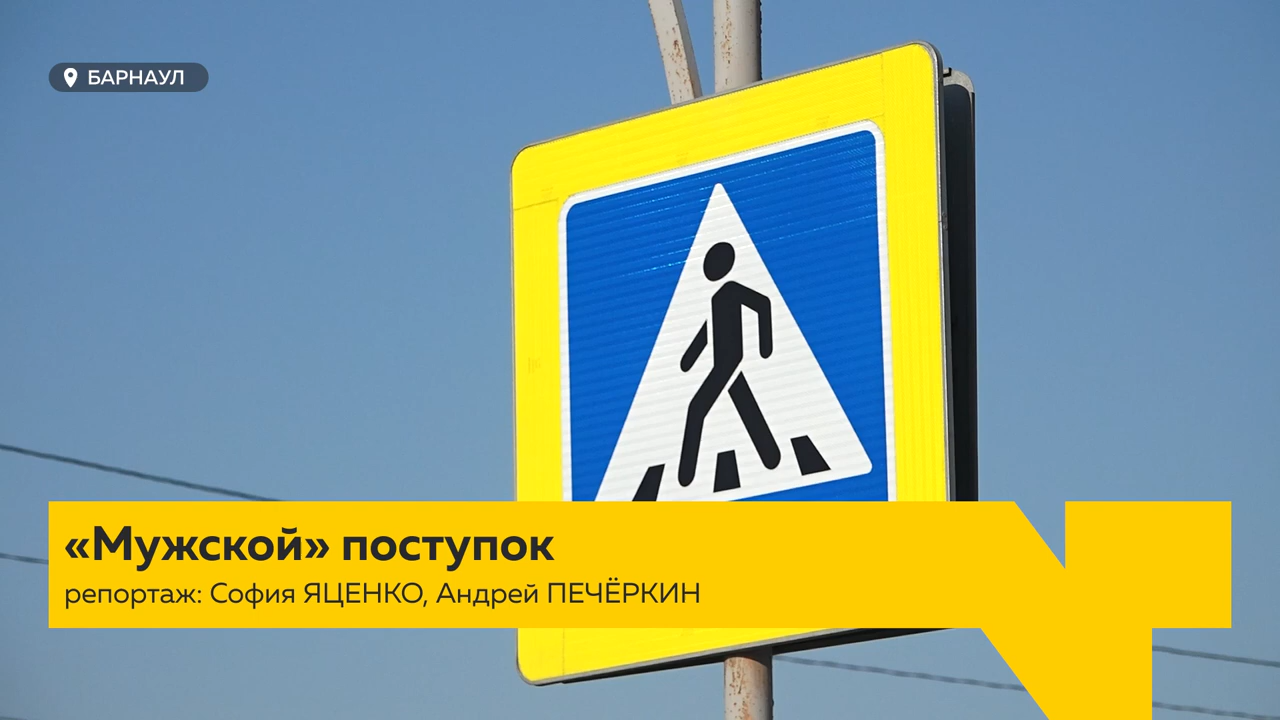 БАРНАУЛ
«Мужской» поступок
репортаж: София ЯЦЕНКО, Андрей ПЕЧЁРКИН